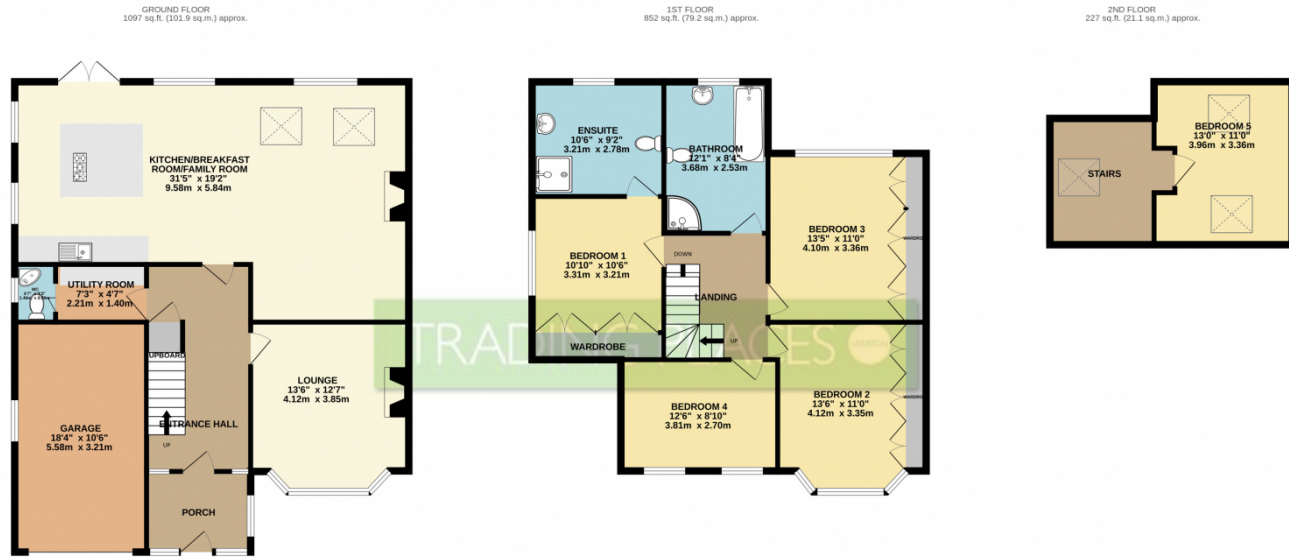 GROUND FLOOR
1097 sq.ft. (101.9 sq.m.) approx.
KITCHEN/BREAKFAST
ROOM/FAMILY ROOM
31'5" x 19'2"
9.58m x 5.84m
WC
UTILITY ROOM
7'3" x 4'7"
2.21m x 1.40m
UPBOARD
LOUNGE
13'6" x 12'7"
4.12m x 3.85m
GARAGE
18'4" x 10'6"
5.58m x 3.21m
ENTRANCE HALL
UP
PORCH
1ST FLOOR
852 sq.ft. (79.2 sq.m.) approx.
ENSUITE
10'6" x 9'2"
3.21m x 2.78m
BATHROOM
12'1" x 8'4"
3.68m x 2.53m
BEDROOM 3
13'5" x 11'0"
4.10m x 3.36m
BEDROOM 1
10'10" x 10'6"
3.31m x 3.21m
DOWN
LANDING
UP
WARDROBE
BEDROOM 4
12'6" x 8'10"
3.81m x 2.70m
BEDROOM 2
13'6" x 11'0"
4.12m x 3.35m
2ND FLOOR
227 sq.ft. (21.1 sq.m.) approx.
BEDROOM 5
13'0" x 11'0"
3.96m x 3.36m
STAIRS
TRADING PLACES